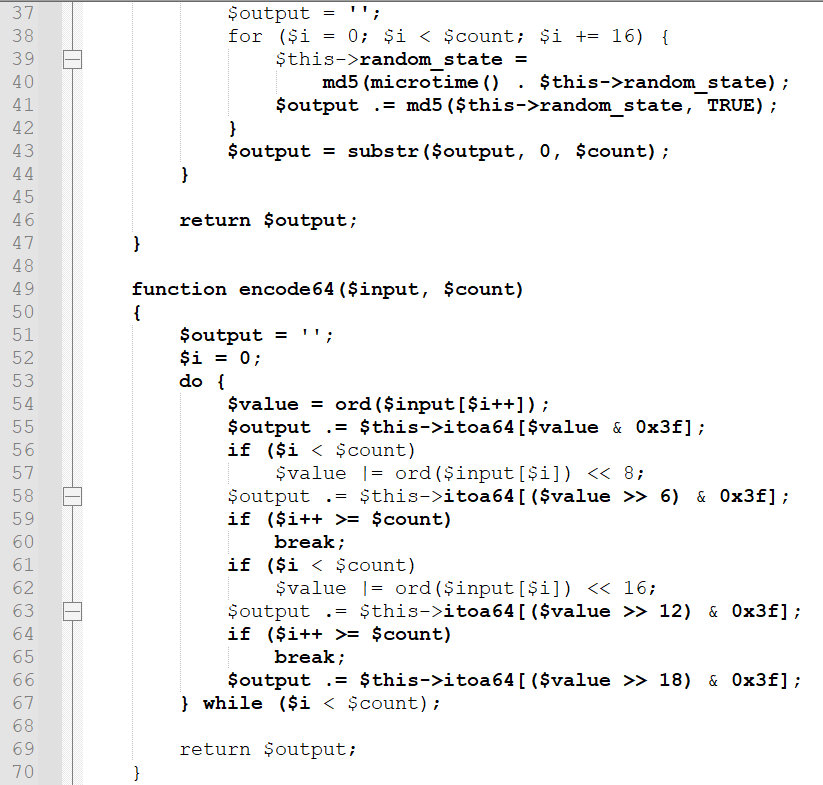 37 $output = '';
38 for ($i = 0; $i < $count; $i += 16) {
39 $this->random_state =
40 md5(microtime() . $this->random_state);
41 $output .= md5($this->random_state, TRUE);
42 }
43 $output = substr($output, 0, $count);
44 }
45
46 return $output;
47 }
48
49 function encode64($input, $count)
50 {
51 $output = '';
52 $i = 0;
53 do {
54 $value = ord($input[$i++]);
55 $output .= $this->itoa64[$value & 0x3f];
56 if ($i < $count)
57 $value |= ord($input[$i]) << 8;
58 $output .= $this->itoa64[($value >> 6) & 0x3f];
59 if ($i++ >= $count)
60 break;
61 if ($i < $count)
62 $value |= ord($input[$i]) << 16;
63 $output .= $this->itoa64[($value >> 12) & 0x3f];
64 if ($i++ >= $count)
65 break;
66 $output .= $this->itoa64[($value >> 18) & 0x3f];
67 } while ($i < $count);
68
69 return $output;
70 }